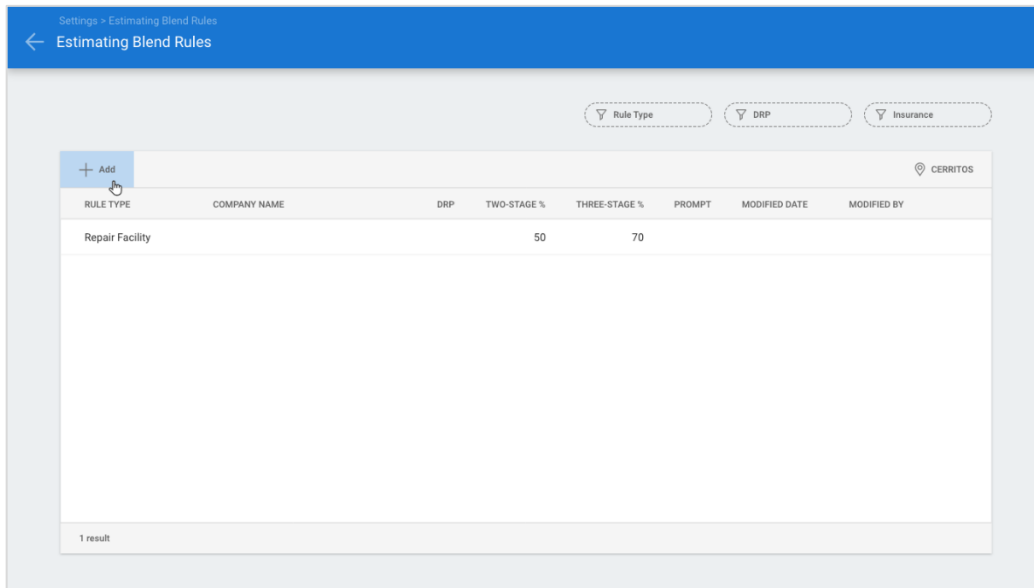 Settings > Estimating Blend Rules
Estimating Blend Rules
Rule Type
DRP
Insurance
Add
CERRITOS
RULE TYPE COMPANY NAME DRP TWO-STAGE % THREE-STAGE % PROMPT MODIFIED DATE MODIFIED BY
Repair Facility 50 70
1 result